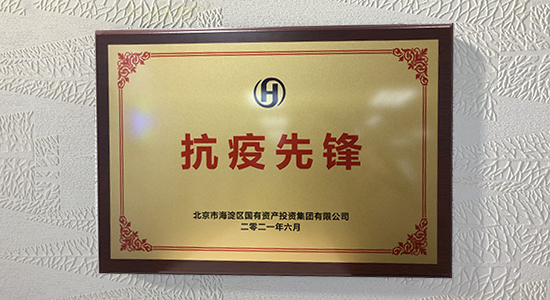 H
抗疫先锋
北京市海淀区国有资产投资集团有限公司
二零二一年六月